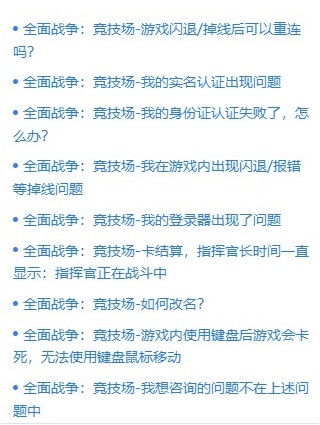 • 全面战争：竞技场-游戏闪退/掉线后可以重连
吗？
• 全面战争：竞技场-我的实名认证出现问题
• 全面战争：竞技场-我的身份证认证失败了，怎
么办？
• 全面战争：竞技场-我在游戏内出现闪退/报错
等掉线问题
• 全面战争：竞技场-我的登录器出现了问题
• 全面战争：竞技场-卡结算，指挥官长时间一直
显示：指挥官正在战斗中
• 全面战争：竞技场-如何改名？
• 全面战争：竞技场-游戏内使用键盘后游戏会卡
死，无法使用键盘鼠标移动
• 全面战争：竞技场-我想咨询的问题不在上述问
题中